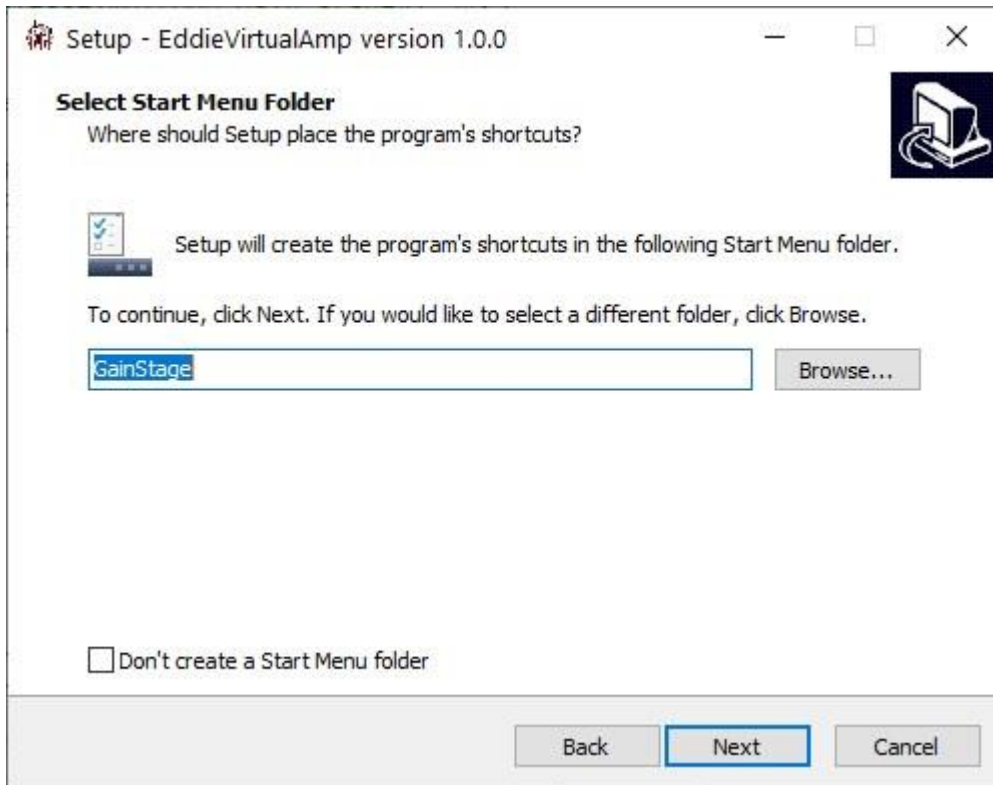 Setup - EddieVirtualAmp version 1.0.0
Select Start Menu Folder
Where should Setup place the program's shortcuts?
Setup will create the program's shortcuts in the following Start Menu folder.
To continue, click Next. If you would like to select a different folder, click Browse.
GainStage
Browse...
Don't create a Start Menu folder
Back
Next
Cancel